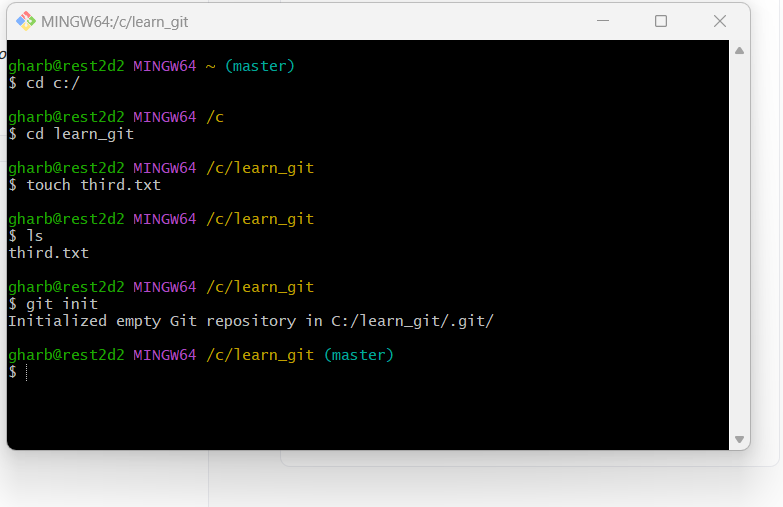 MINGW64:/c/learn_git
gharb@rest2d2 MINGW64 ~ (master)
$ cd c:/
gharb@rest2d2 MINGW64 /c
$ cd learn_git
gharb@rest2d2 MINGW64 /c/learn_git
$ touch third.txt
gharb@rest2d2 MINGW64 /c/learn_git
$ ls
third.txt
gharb@rest2d2 MINGW64 /c/learn_git
$ git init
Initialized empty Git repository in C:/learn_git/.git/
gharb@rest2d2 MINGW64 /c/learn_git (master)
$